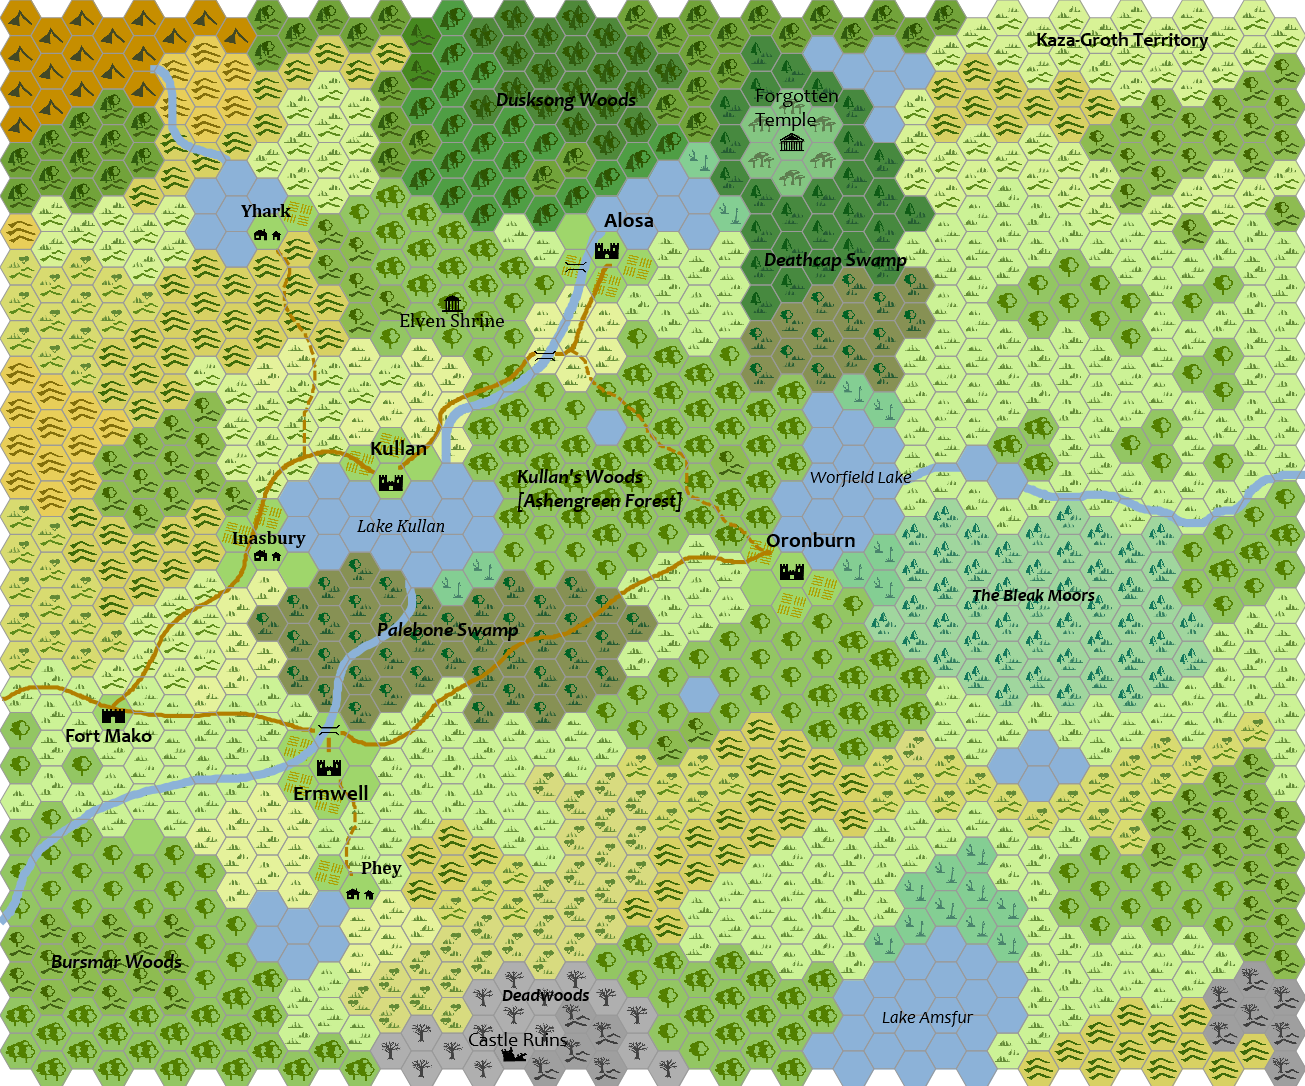 Kaza-Groth Territory
Dusksong Woods
Forgotten
Temple
Yhark
Alosa
Deathcap Swamp
Elven Shrine
Kullan
Kullan's Woods
[Ashengreen Forest]
Worfield Lake
Lake Kullan
Inasbury
Oronburn
The Bleak Moors
Palebone Swamp
Fort Mako
Ermwell
Phey
Bursmar Woods
Deadwoods
Lake Amsfur
Castle Ruins